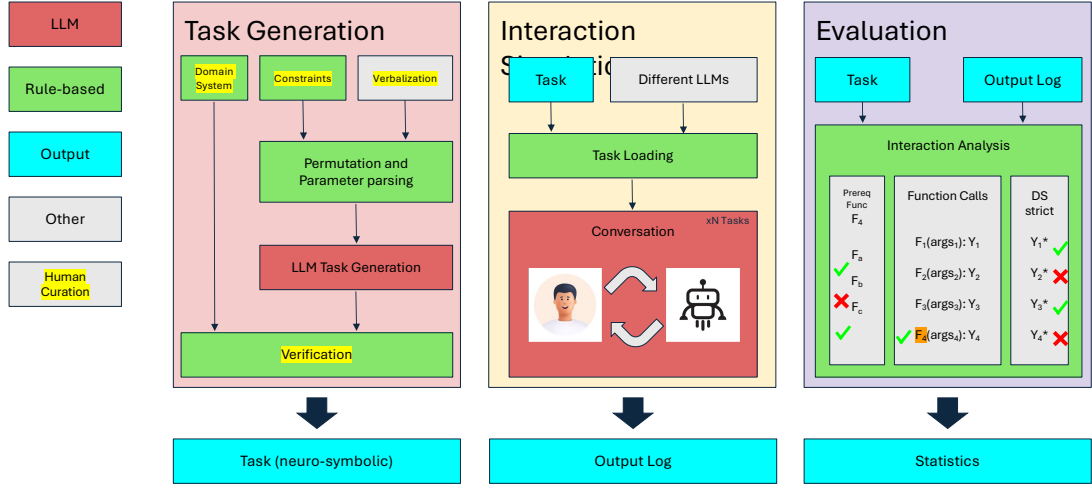 LLM
Rule-based
Output
Other
Human
Curation
Task Generation
Domain
System
Constraints
Verbalization
Permutation and
Parameter parsing
LLM Task Generation
Verification
Task (neuro-symbolic)
Interaction
Simulation
Task
Different LLMs
Task Loading
xN Tasks
Conversation
Output Log
Evaluation
Task
Output Log
Interaction Analysis
Prereq
Func
F₄
Fₐ
F_b
F_c
Function Calls
F₁(args₁): Y₁
F₂(args₂): Y₂
F₃(args₃): Y₃
F₄(args₄): Y₄
DS
strict
Y₁*
Y₂*
Y₃*
Y₄*
Statistics